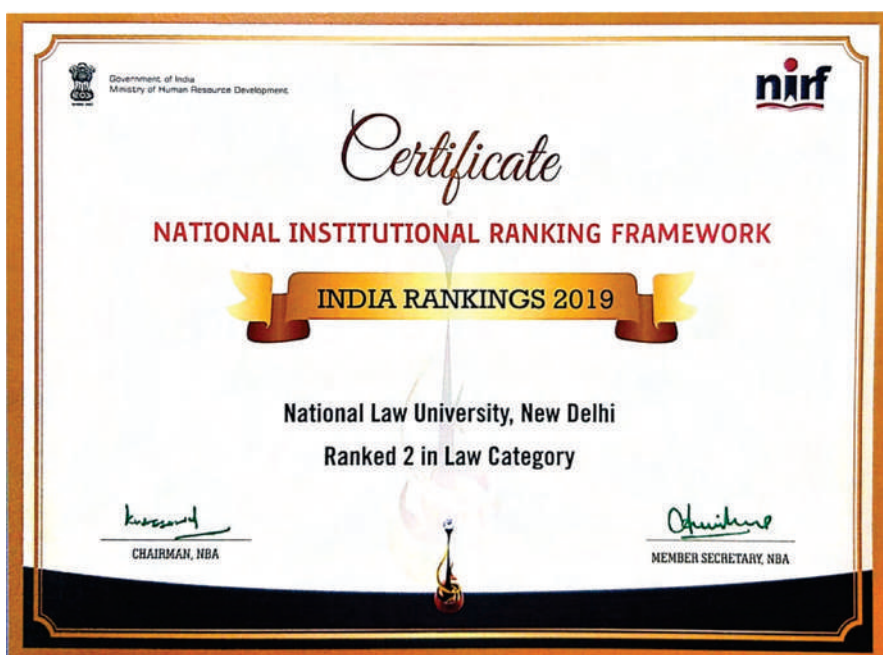 Government of India
Ministry of Human Resource Development
nirf
Certificate
NATIONAL INSTITUTIONAL RANKING FRAMEWORK
INDIA RANKINGS 2019
National Law University, New Delhi
Ranked 2 in Law Category
CHAIRMAN, NBA
MEMBER SECRETARY, NBA